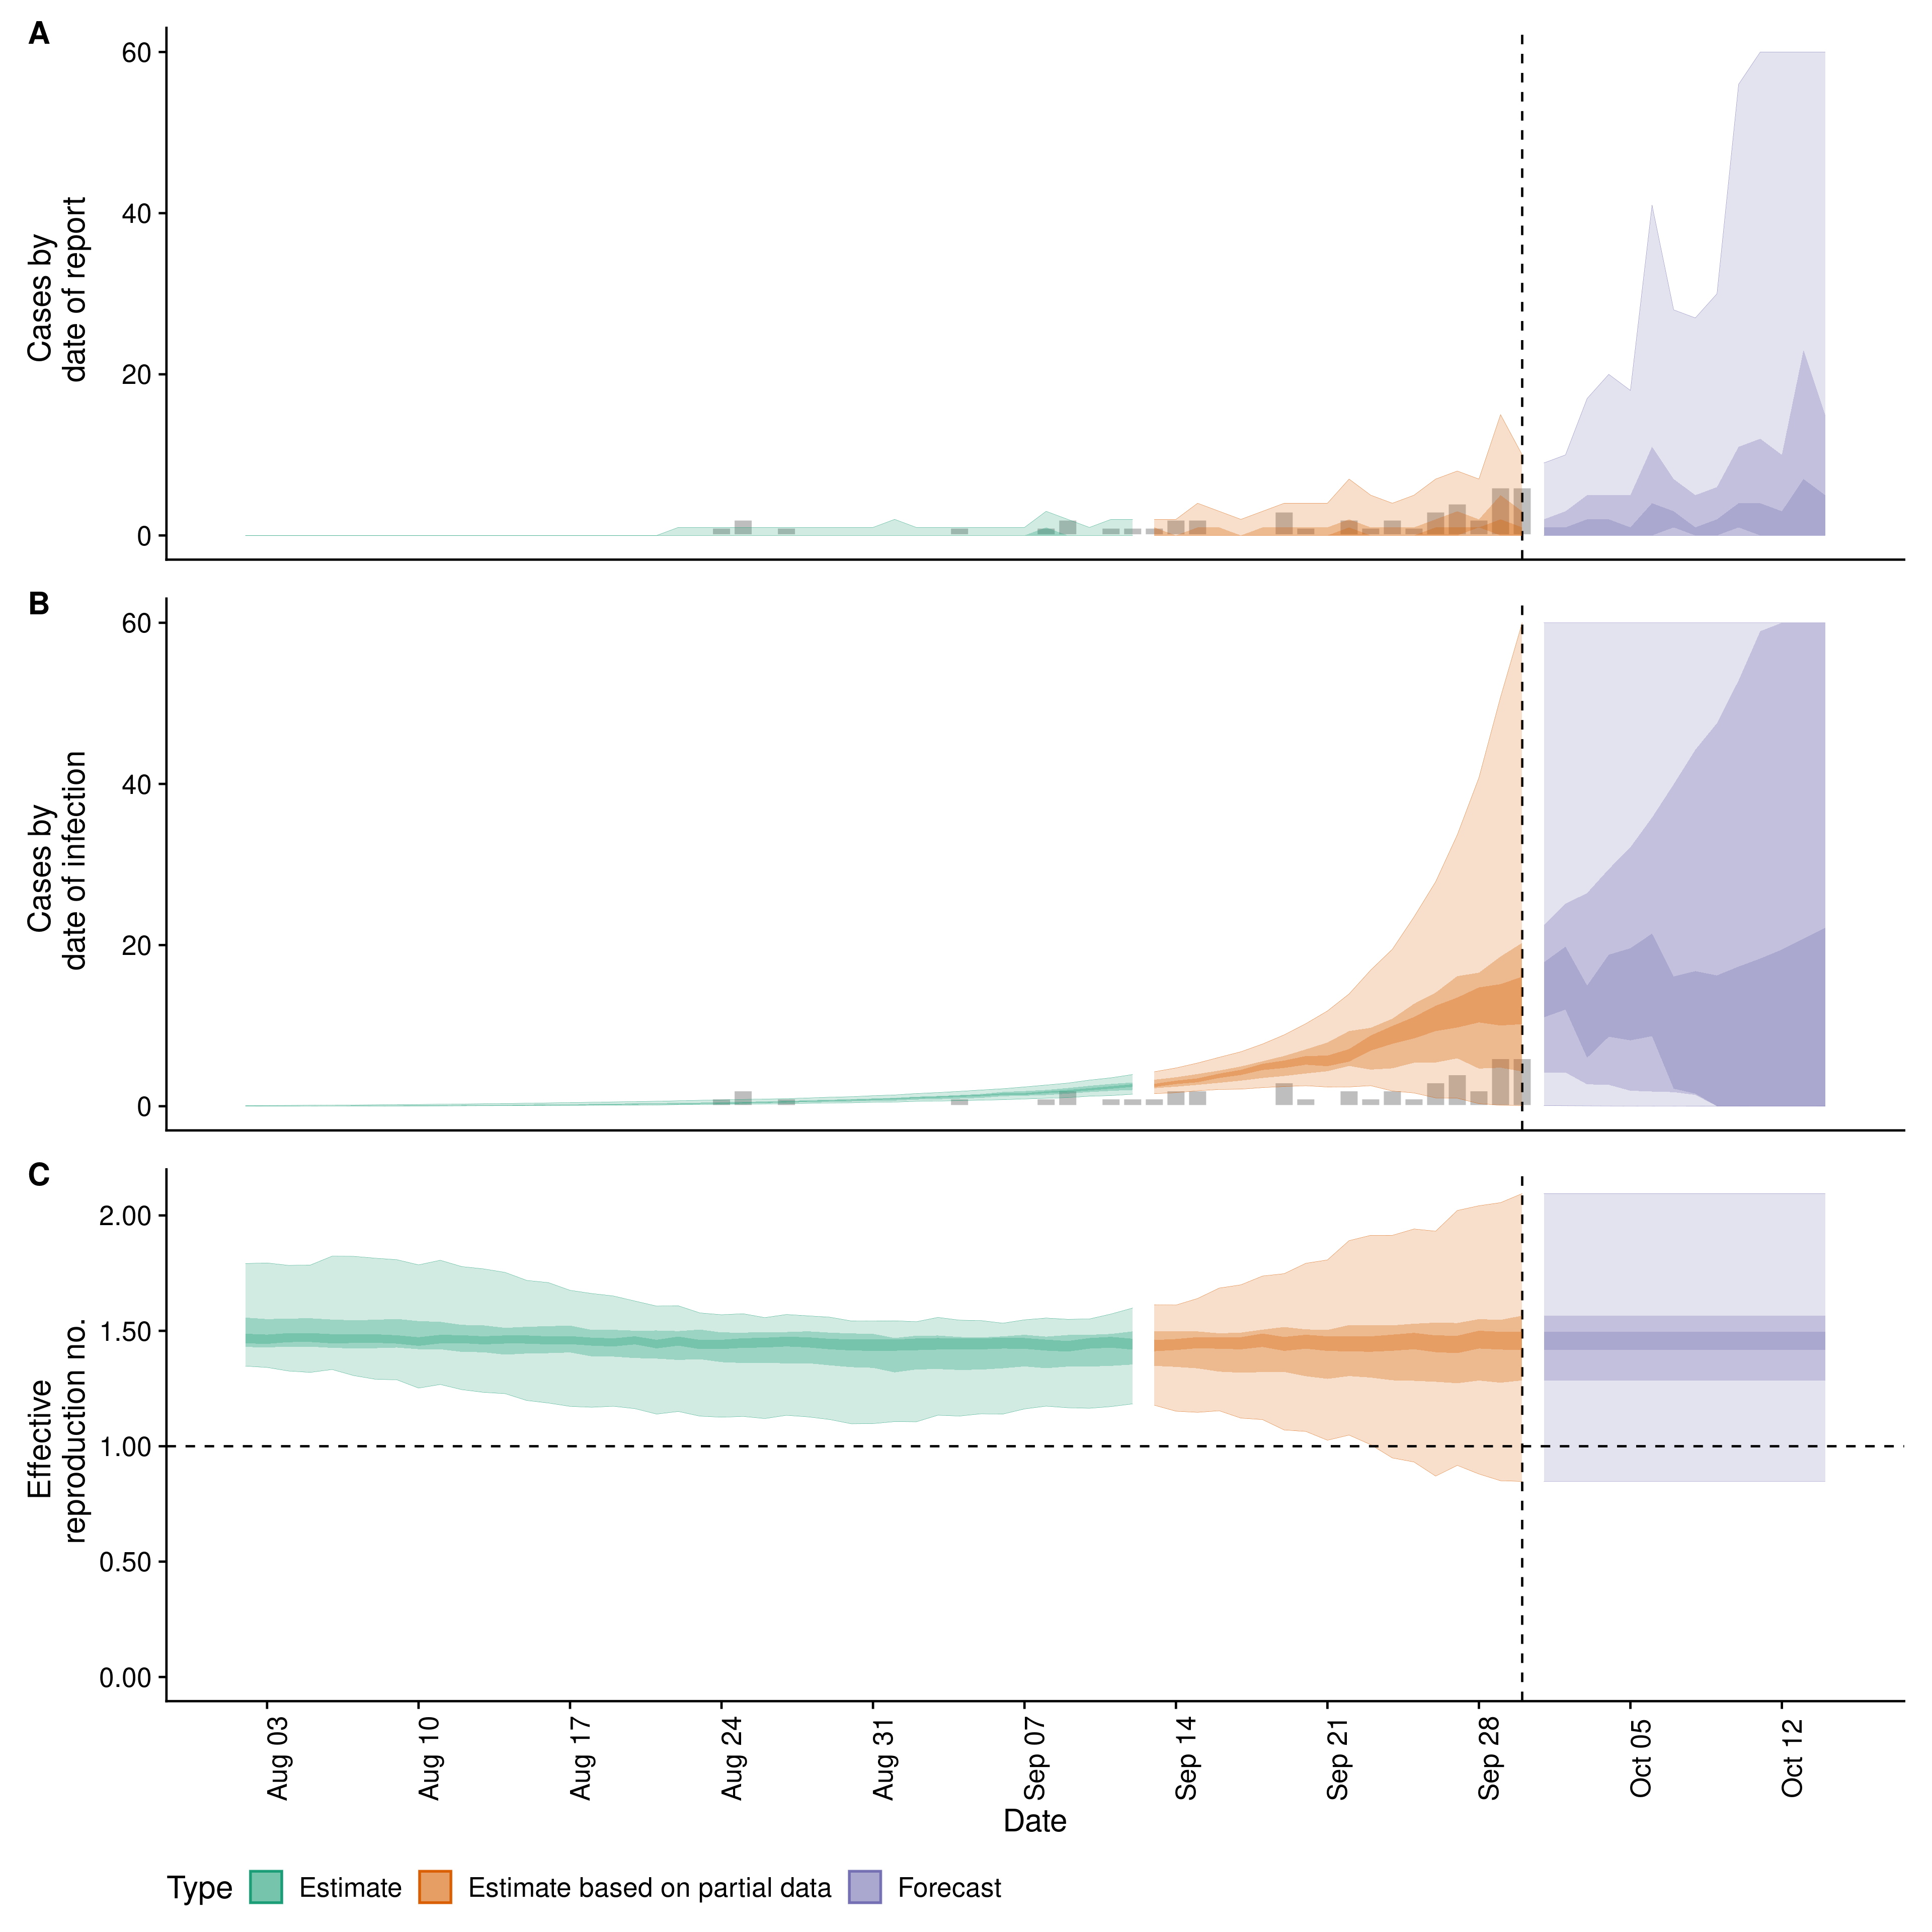 A
60
40
20
0
Cases by
date of report
B
60
40
20
0
Cases by
date of infection
C
2.00
1.50
1.00
0.50
0.00
Effective
reproduction no.
Aug 03
Aug 10
Aug 17
Aug 24
Aug 31
Sep 07
Sep 14
Sep 21
Sep 28
Oct 05
Oct 12
Date
Type Estimate Estimate based on partial data Forecast